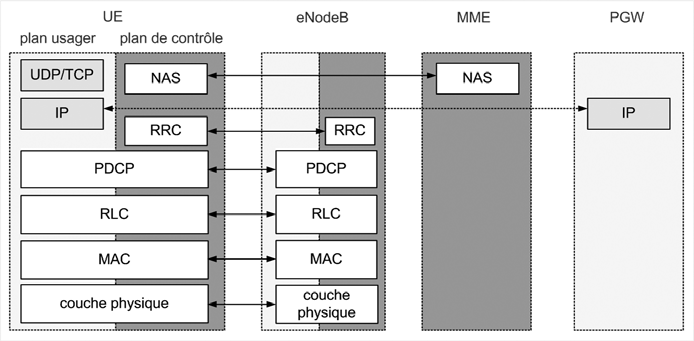 UE eNodeB MME PGW
plan usager plan de contrôle
UDP/TCP NAS NAS
IP IP
RRC RRC
PDCP PDCP
RLC RLC
MAC MAC
couche physique couche
physique